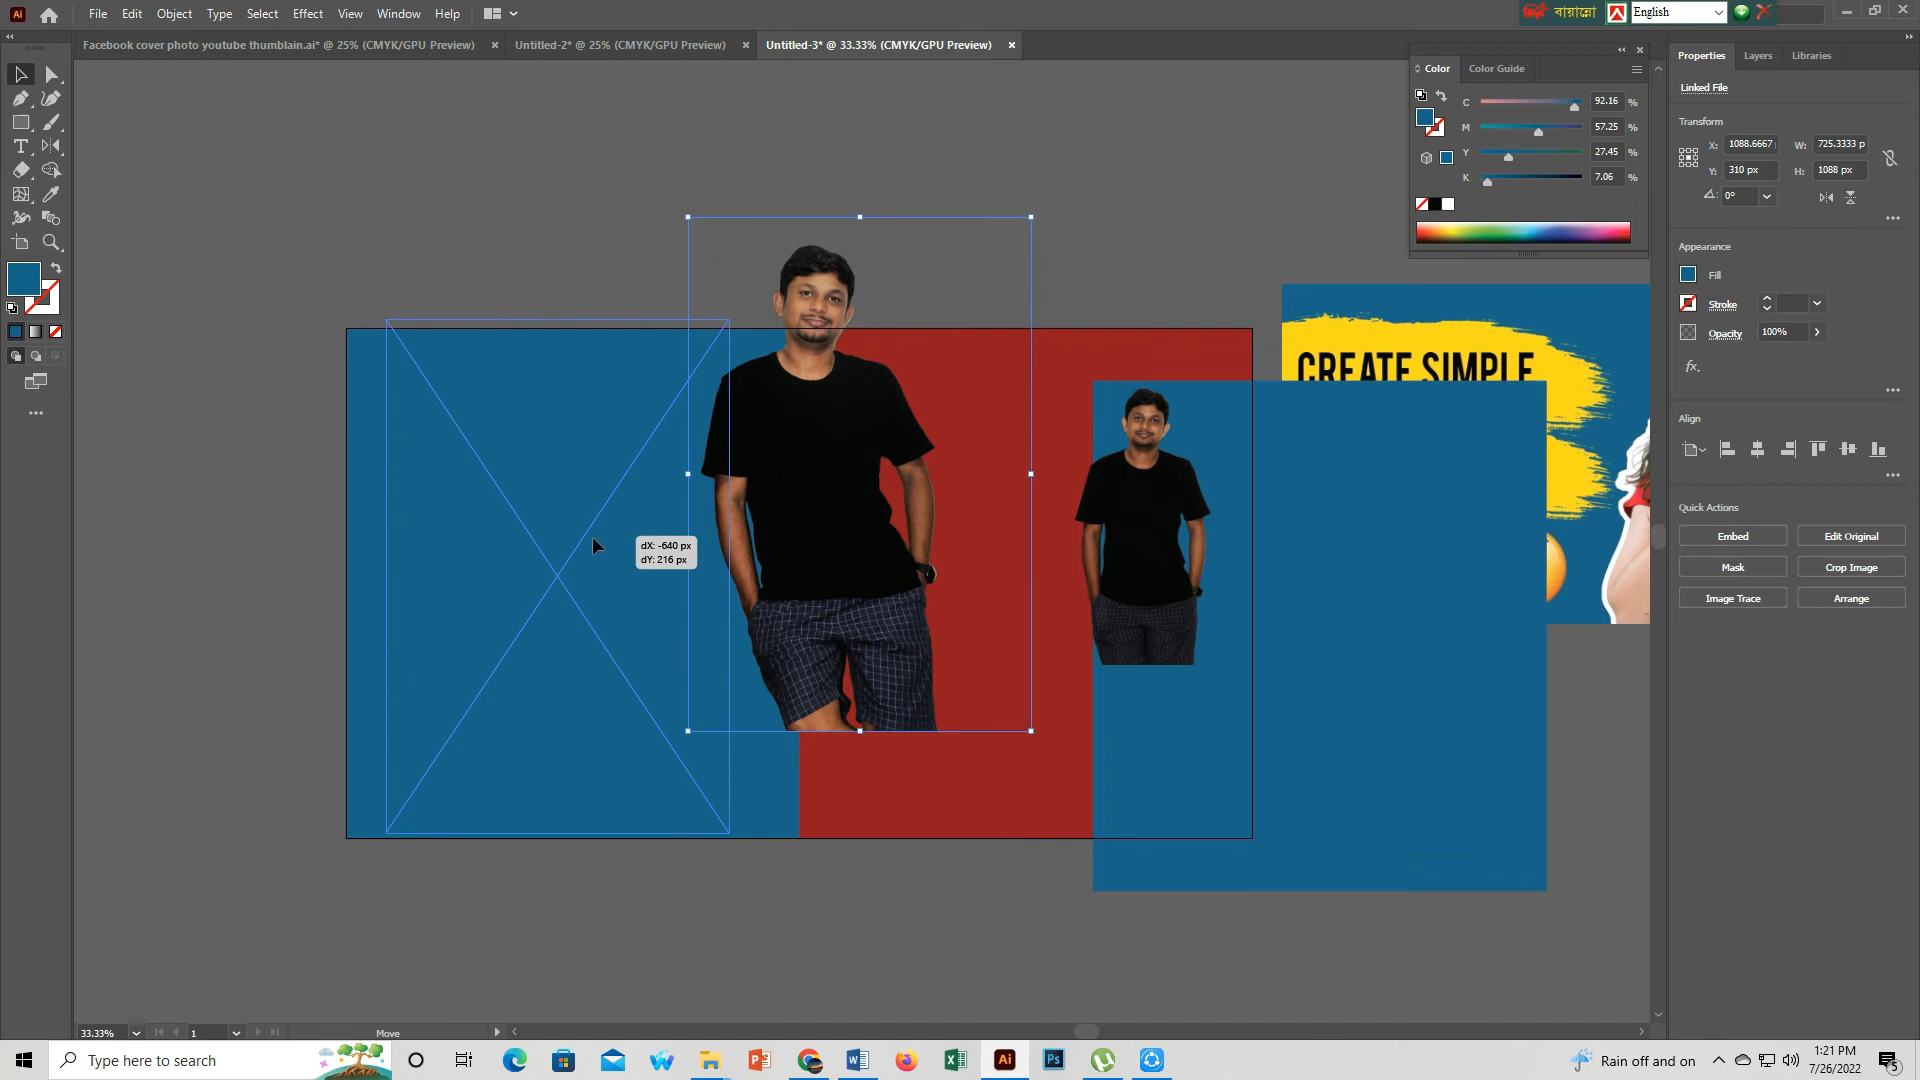 Ai File Edit Object Type Select Effect View Window Help
বায়ান্নো English
Facebook cover photo youtube thumblain.ai* @ 25% (CMYK/GPU Preview) × Untitled-2* @ 25% (CMYK/GPU Preview) × Untitled-3* @ 33.33% (CMYK/GPU Preview) ×
Color Color Guide
C 92.16 %
M 57.25 %
Y 27.45 %
K 7.06 %
Properties Layers Libraries
Linked File
Transform
X: 1088.6667 W: 725.3333 p
Y: 310 px H: 1088 px
0°
Appearance
Fill
Stroke
Opacity 100%
fx.
Align
Quick Actions
Embed Edit Original
Mask Crop Image
Image Trace Arrange
CREATE SIMPLE
dX: -640 px
dY: 216 px
33.33% 1 Move
Type here to search
Ai Ps
Rain off and on
1:21 PM
7/26/2022
5